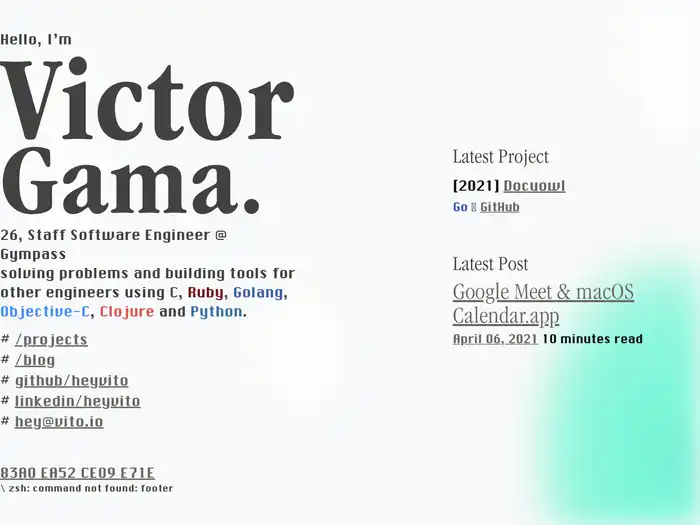 Hello, I'm
Victor
Gama.
26, Staff Software Engineer @
Gympass
solving problems and building tools for
other engineers using C, Ruby, Golang,
Objective-C, Clojure and Python.
# /projects
# /blog
# github/heyvito
# linkedin/heyvito
# hey@vito.io
83A0 EA52 CE09 E71E
\ zsh: command not found: footer
Latest Project
[2021] Docuowl
Go GitHub
Latest Post
Google Meet & macOS
Calendar.app
April 06, 2021 10 minutes read